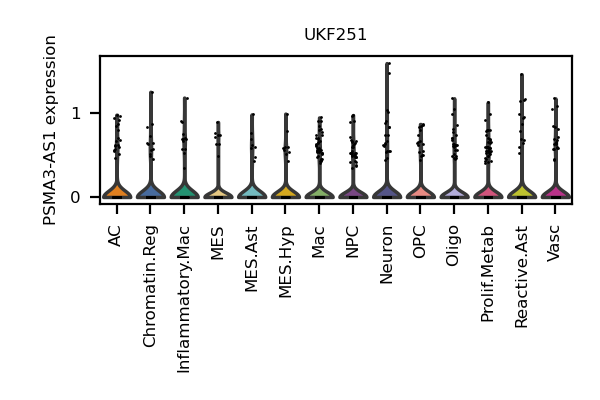 UKF251
PSMA3-AS1 expression
1
0
AC
Chromatin.Reg
Inflammatory.Mac
MES
MES.Ast
MES.Hyp
Mac
NPC
Neuron
OPC
Oligo
Prolif.Metab
Reactive.Ast
Vasc